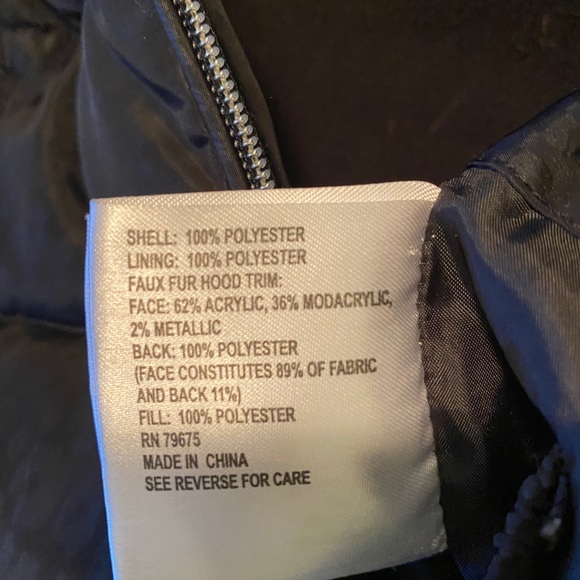 SHELL: 100% POLYESTER
LINING: 100% POLYESTER
FAUX FUR HOOD TRIM:
FACE: 62% ACRYLIC, 36% MODACRYLIC,
2% METALLIC
BACK: 100% POLYESTER
(FACE CONSTITUTES 89% OF FABRIC
AND BACK 11%)
FILL: 100% POLYESTER
RN 79675
MADE IN CHINA
SEE REVERSE FOR CARE